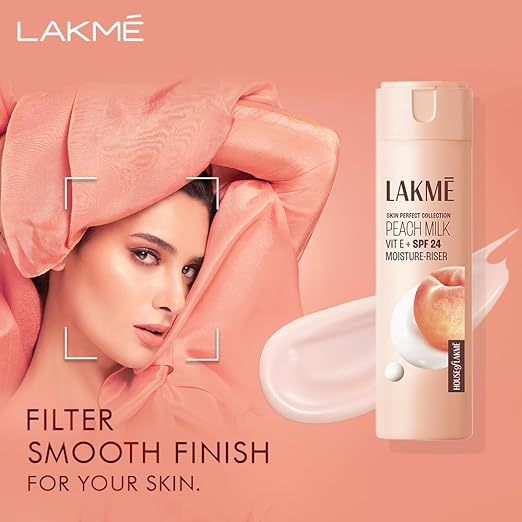 LAKMÉ
LAKMÉ
SKIN PERFECT COLLECTION
PEACH MILK
VIT E + SPF 24
MOISTURE-RISER
HOUSE of LAKMÉ
FILTER
SMOOTH FINISH
FOR YOUR SKIN.